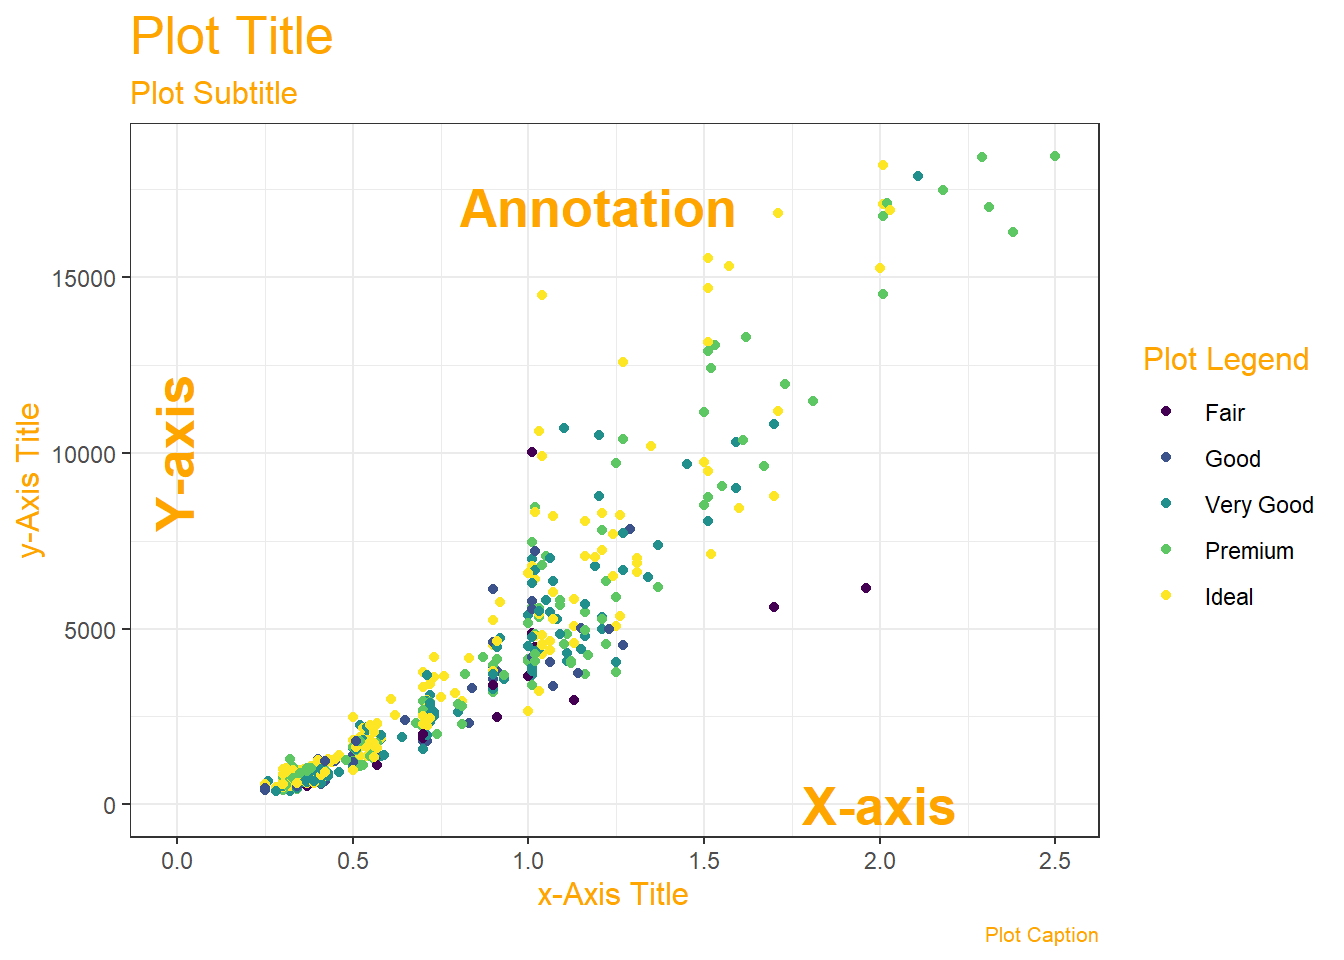 Plot Title
Plot Subtitle
Annotation
Y-axis
X-axis
y-Axis Title
15000
10000
5000
0
0.0 0.5 1.0 1.5 2.0 2.5
x-Axis Title
Plot Legend
Fair
Good
Very Good
Premium
Ideal
Plot Caption